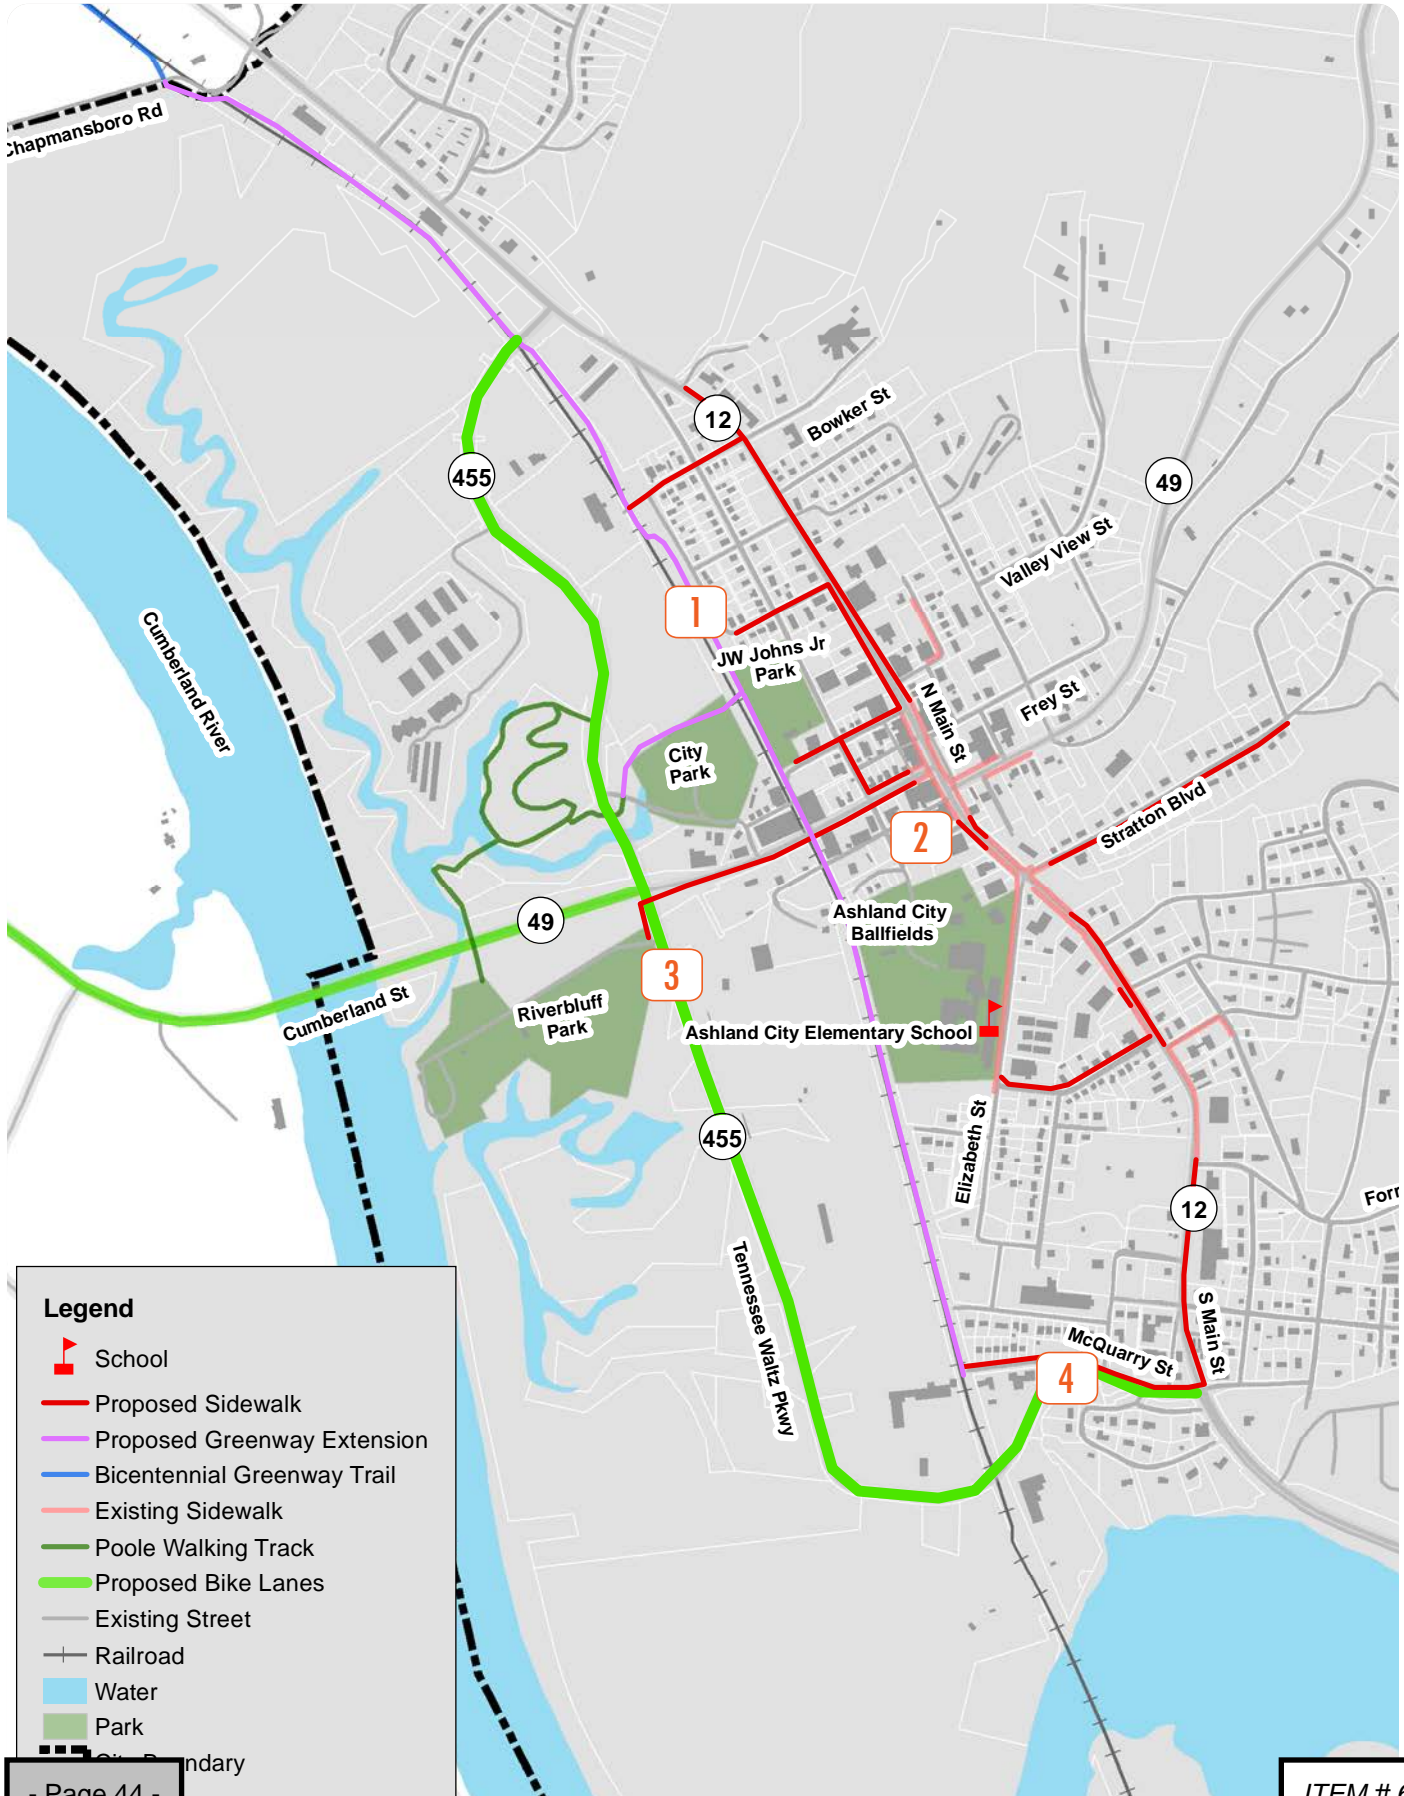 Chapmansboro Rd
12
Bowker St
455
49
Valley View St
1
Cumberland River
JW Johns Jr
Park
N Main St
Frey St
City
Park
Stratton Blvd
2
49
Ashland City
Ballfields
3
Cumberland St
Riverbluff
Park
Ashland City Elementary School
455
Elizabeth St
12
Tennessee Waltz Pkwy
S Main St
McQuarry St
4
Legend
School
Proposed Sidewalk
Proposed Greenway Extension
Bicentennial Greenway Trail
Existing Sidewalk
Poole Walking Track
Proposed Bike Lanes
Existing Street
Railroad
Water
Park
- Page 44 -
ITEM #